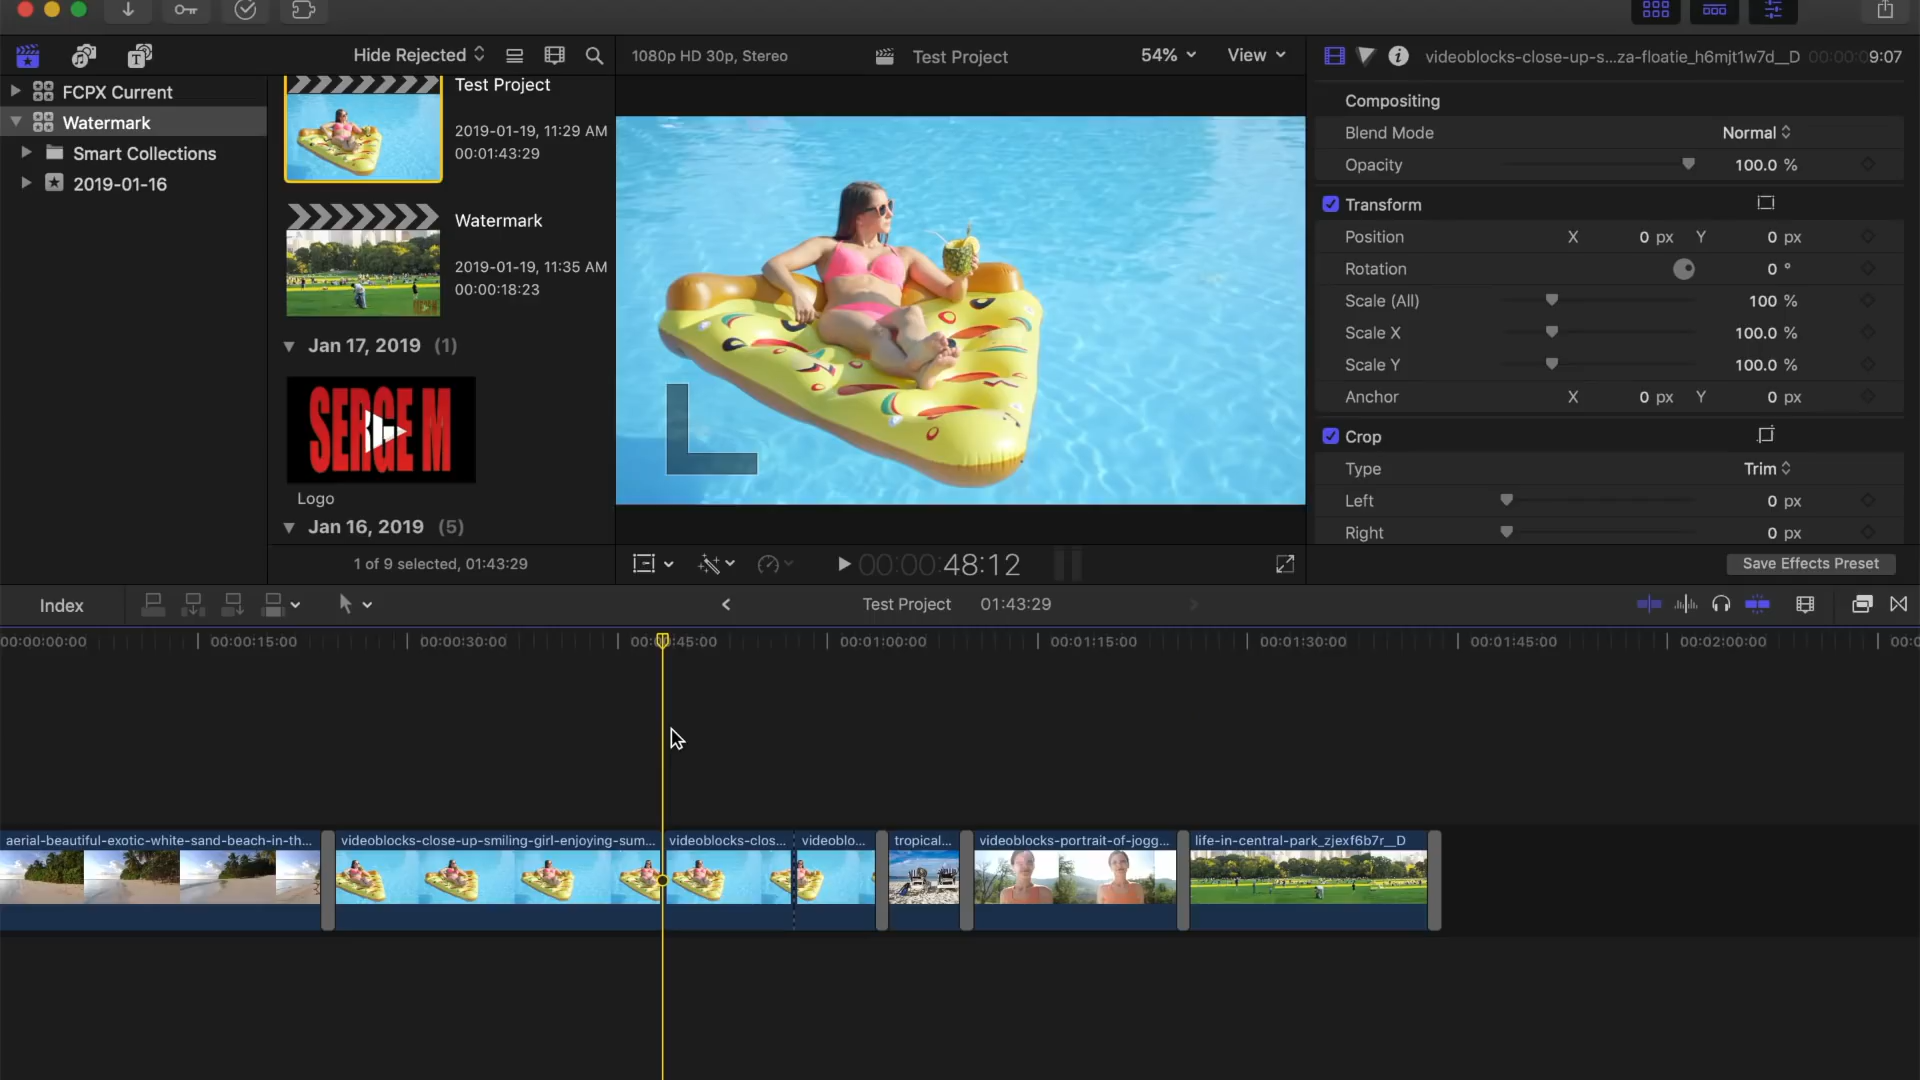 Hide Rejected
1080p HD 30p, Stereo
Test Project
54%
View
videoblocks-close-up-s...za-floatie_h6mjt1w7d__D
00:00:09:07
FCPX Current
Watermark
Smart Collections
2019-01-16
Test Project
2019-01-19, 11:29 AM
00:01:43:29
Watermark
2019-01-19, 11:35 AM
00:00:18:23
Jan 17, 2019 (1)
SERGE M
Logo
Jan 16, 2019 (5)
1 of 9 selected, 01:43:29
00:00:48:12
Compositing
Blend Mode Normal
Opacity 100.0 %
Transform
Position X 0 px Y 0 px
Rotation 0 °
Scale (All) 100 %
Scale X 100.0 %
Scale Y 100.0 %
Anchor X 0 px Y 0 px
Crop
Type Trim
Left 0 px
Right 0 px
Save Effects Preset
Index
Test Project 01:43:29
00:00:00:00 00:00:15:00 00:00:30:00 00:00:45:00 00:01:00:00 00:01:15:00 00:01:30:00 00:01:45:00 00:02:00:00
aerial-beautiful-exotic-white-sand-beach-in-th...
videoblocks-close-up-smiling-girl-enjoying-sum...
videoblocks-clos...
videoblo...
tropical...
videoblocks-portrait-of-jogg...
life-in-central-park_zjexf6b7r__D